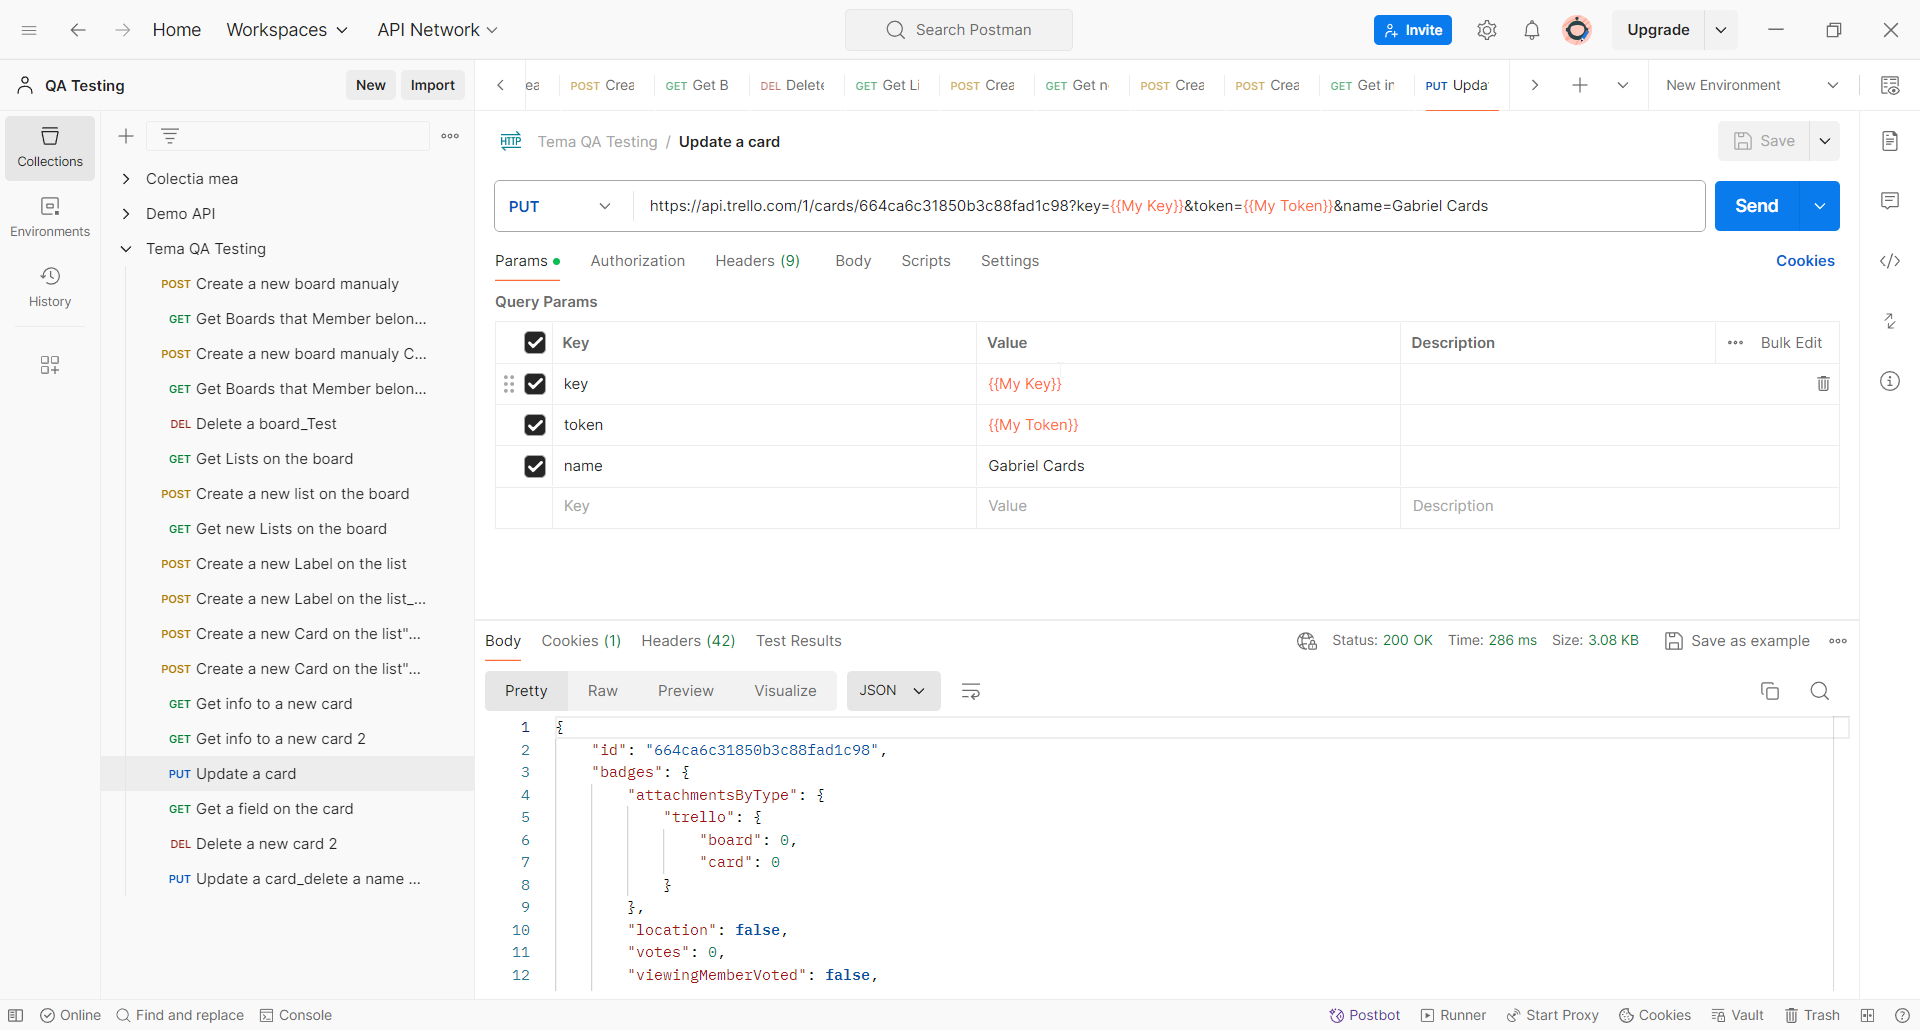 Home Workspaces API Network Search Postman Invite Upgrade
QA Testing New Import
ea POST Crea GET Get B DEL Delete GET Get Li POST Crea GET Get n POST Crea POST Crea GET Get in PUT Upda New Environment
Collections
Environments
History
Colectia mea
Demo API
Tema QA Testing
POST Create a new board manualy
GET Get Boards that Member belon...
POST Create a new board manualy C...
GET Get Boards that Member belon...
DEL Delete a board_Test
GET Get Lists on the board
POST Create a new list on the board
GET Get new Lists on the board
POST Create a new Label on the list
POST Create a new Label on the list_...
POST Create a new Card on the list"...
POST Create a new Card on the list"...
GET Get info to a new card
GET Get info to a new card 2
PUT Update a card
GET Get a field on the card
DEL Delete a new card 2
PUT Update a card_delete a name ...
HTTP Tema QA Testing / Update a card Save
PUT https://api.trello.com/1/cards/664ca6c31850b3c88fad1c98?key={{My Key}}&token={{My Token}}&name=Gabriel Cards Send
Params Authorization Headers (9) Body Scripts Settings Cookies
Query Params
Key Value Description Bulk Edit
key {{My Key}}
token {{My Token}}
name Gabriel Cards
Key Value Description
Body Cookies (1) Headers (42) Test Results Status: 200 OK Time: 286 ms Size: 3.08 KB Save as example
Pretty Raw Preview Visualize JSON
1 {
2 "id": "664ca6c31850b3c88fad1c98",
3 "badges": {
4 "attachmentsByType": {
5 "trello": {
6 "board": 0,
7 "card": 0
8 }
9 },
10 "location": false,
11 "votes": 0,
12 "viewingMemberVoted": false,
Online Find and replace Console Postbot Runner Start Proxy Cookies Vault Trash